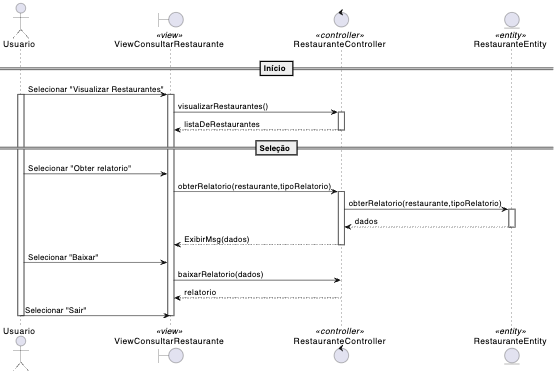 «view» «controller» «entity»
Usuario ViewConsultarRestaurante RestauranteController RestauranteEntity
Início
Selecionar "Visualizar Restaurantes"
visualizarRestaurantes()
listaDeRestaurantes
Seleção
Selecionar "Obter relatorio"
obterRelatorio(restaurante,tipoRelatorio)
obterRelatorio(restaurante,tipoRelatorio)
dados
ExibirMsg(dados)
Selecionar "Baixar"
baixarRelatorio(dados)
relatorio
Selecionar "Sair"
«view» «controller» «entity»
Usuario ViewConsultarRestaurante RestauranteController RestauranteEntity